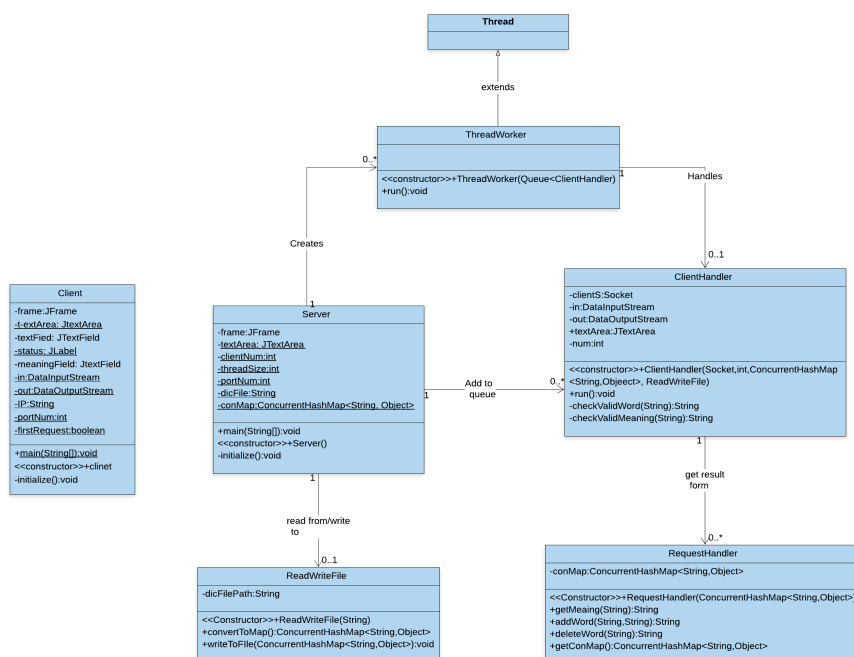 Thread
extends
ThreadWorker
<<constructor>>+ThreadWorker(Queue<ClientHandler)
+run():void
0..*
1
Handles
0..1
Creates
1
Client
-frame:JFrame
-t-extArea: JtextArea
-textFied: JTextField
-status: JLabel
-meaningField: JtextField
-in:DataInputStream
-out:DataOutputStream
-IP:String
-portNum:int
-firstRequest:boolean
+main(String[]):void
<<constructor>>+clinet
-initialize():void
Server
-frame:JFrame
-textArea: JTextArea
-clientNum:int
-threadSize:int
-portNum:int
-dicFile:String
-conMap:ConcurrentHashMap<String, Object>
+main(String[]):void
<<constructor>>+Server()
-initialize():void
1
Add to
queue
0..*
ClientHandler
-clientS:Socket
-in:DataInputStream
-out:DataOutputStream
+textArea:JTextArea
-num:int
<<constructor>>+ClientHandler(Socket,int,ConcurrentHashMap
<String,Objeect>, ReadWriteFile)
+run():void
-checkValidWord(String):String
-checkValidMeaning(String):String
1
get result
form
0..*
1
read from/write
to
0..1
ReadWriteFile
-dicFilePath:String
<<Constructor>>+ReadWriteFile(String)
+convertToMap():ConcurrentHashMap<String,Object>
+writeToFIle(ConcurrentHashMap<String,Object>):void
RequestHandler
-conMap:ConcurrentHashMap<String,Object>
<<Constructor>>+RequestHandler(ConcurrentHashMap<String,Object>)
+getMeaing(String):String
+addWord(String,String):String
+deleteWord(String):String
+getConMap():ConcurrentHashMap<String,Object>